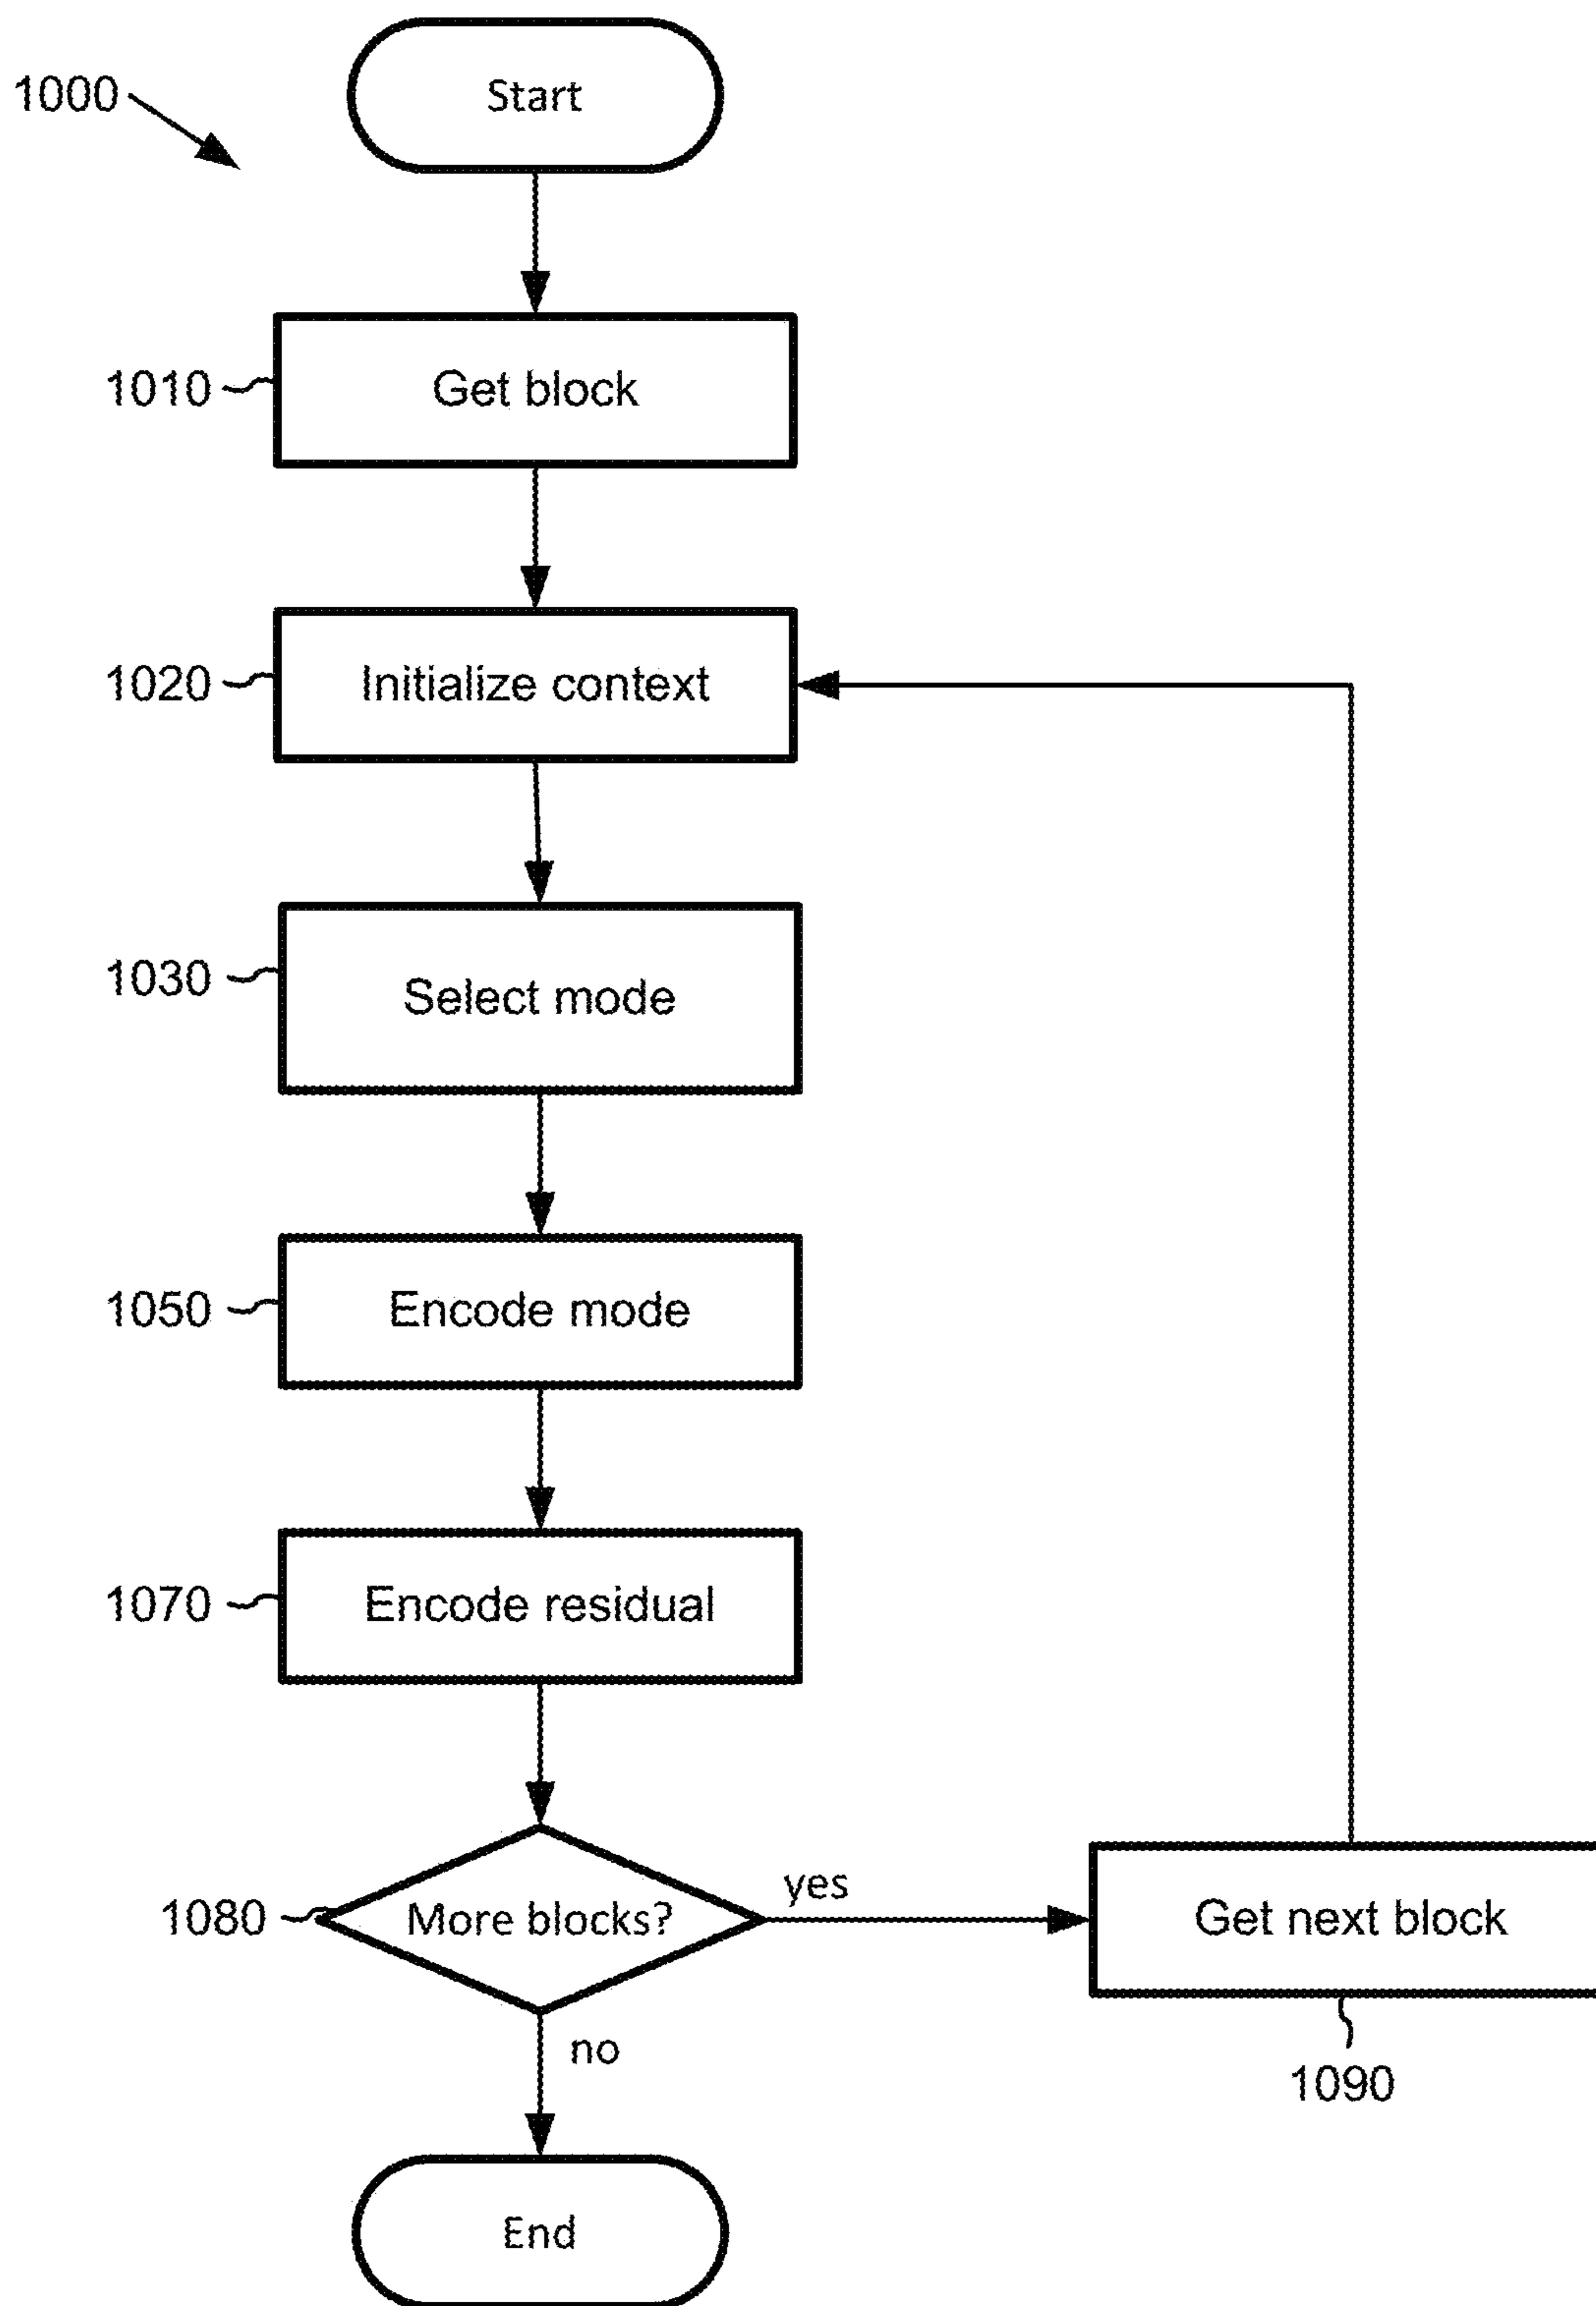 Start
1000
1010
Get block
1020
Initialize context
1030
Select mode
1050
Encode mode
1070
Encode residual
1080
More blocks?
yes
Get next block
no
1090
End